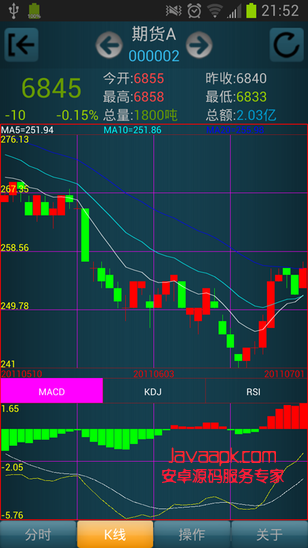 21:52
期货A
000002
6845
今开:6855 昨收:6840
最高:6858 最低:6833
-10 -0.15% 总量:1800吨 总额:2.03亿
MA5=251.94 MA10=251.86
276.13
267.35
258.56
249.78
241
20110510 20110603 20110701
MACD KDJ RSI
1.65
-2.05
-5.76
Javaapk.com
安卓源码服务专家
分时 K线 操作 关于